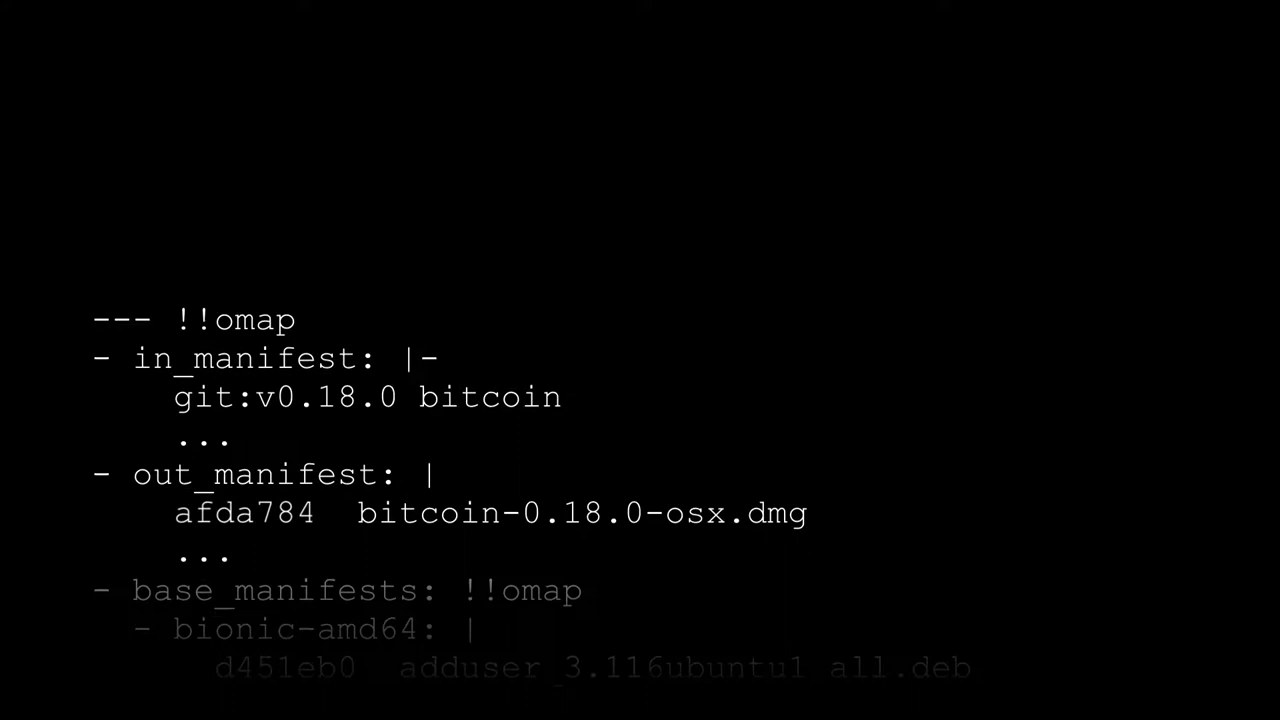 --- !!omap
- in_manifest: |-
git:v0.18.0 bitcoin
...
- out_manifest: |
afda784 bitcoin-0.18.0-osx.dmg
...
- base_manifests: !!omap
- bionic-amd64: |
d451eb0 adduser_3.116ubuntu1_all.deb